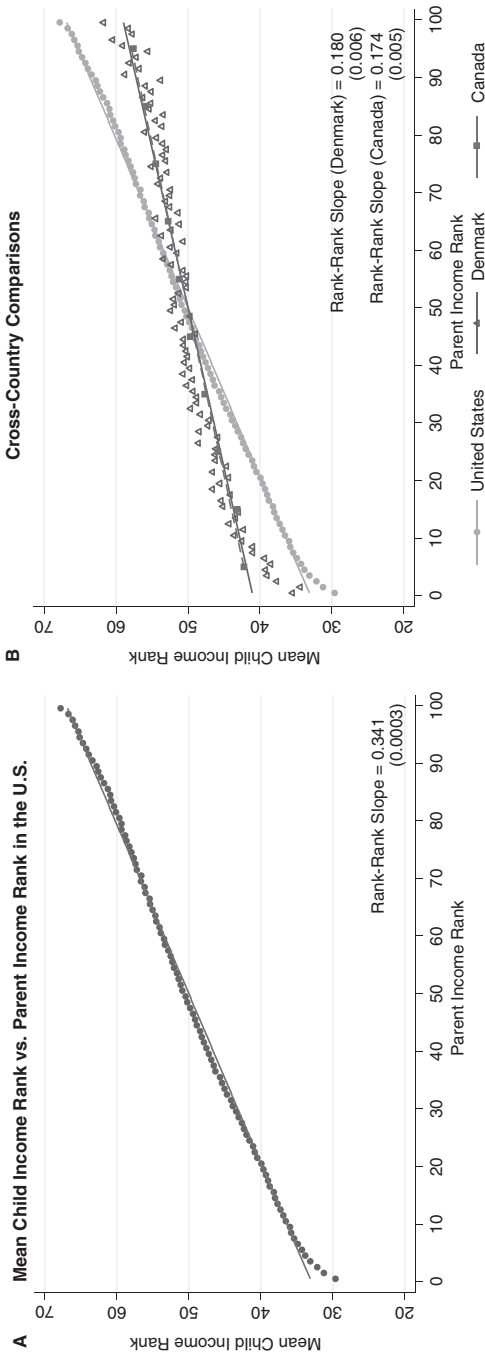 A
Mean Child Income Rank vs. Parent Income Rank in the U.S.
Mean Child Income Rank
70
60
50
40
30
20
0 10 20 30 40 50 60 70 80 90 100
Parent Income Rank
Rank-Rank Slope = 0.341
(0.0003)
B
Cross-Country Comparisons
Mean Child Income Rank
70
60
50
40
30
20
0 10 20 30 40 50 60 70 80 90 100
Parent Income Rank
Rank-Rank Slope (Denmark) = 0.180
(0.006)
Rank-Rank Slope (Canada) = 0.174
(0.005)
United States Denmark Canada